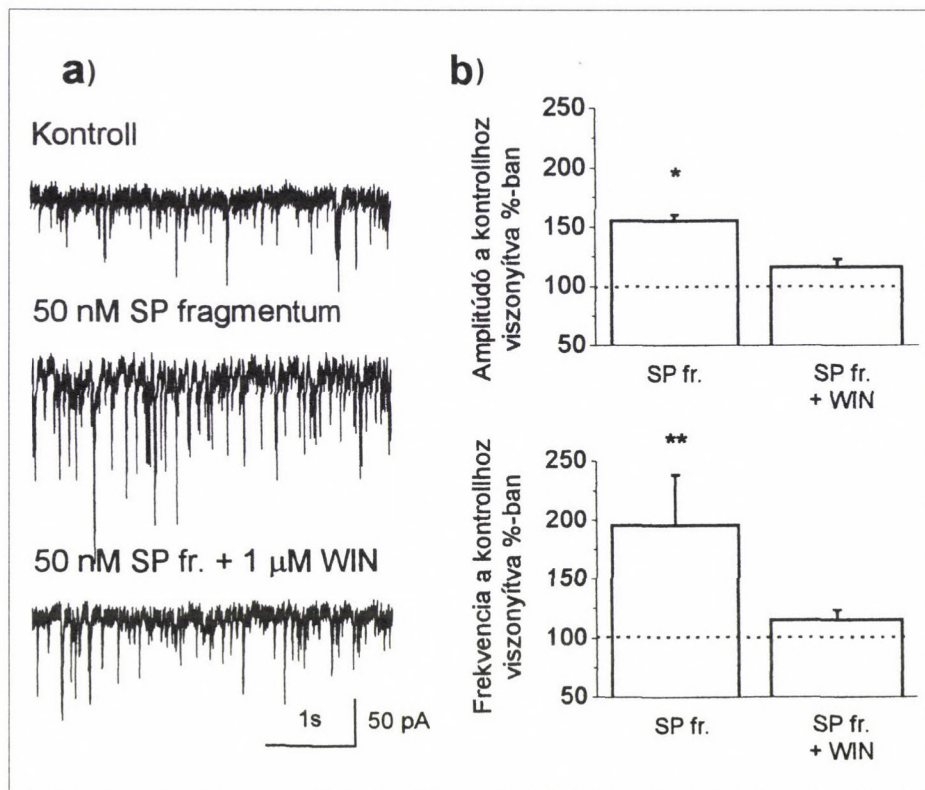 a)
Kontroll
50 nM SP fragmentum
50 nM SP fr. + 1 µM WIN
1s
50 pA
b)
Amplitúdó a kontrollhoz
viszonyítva %-ban
250
200
150
100
50
*
SP fr.
SP fr.
+ WIN
Frekvencia a kontrollhoz
viszonyítva %-ban
250
200
150
100
50
**
SP fr.
SP fr.
+ WIN